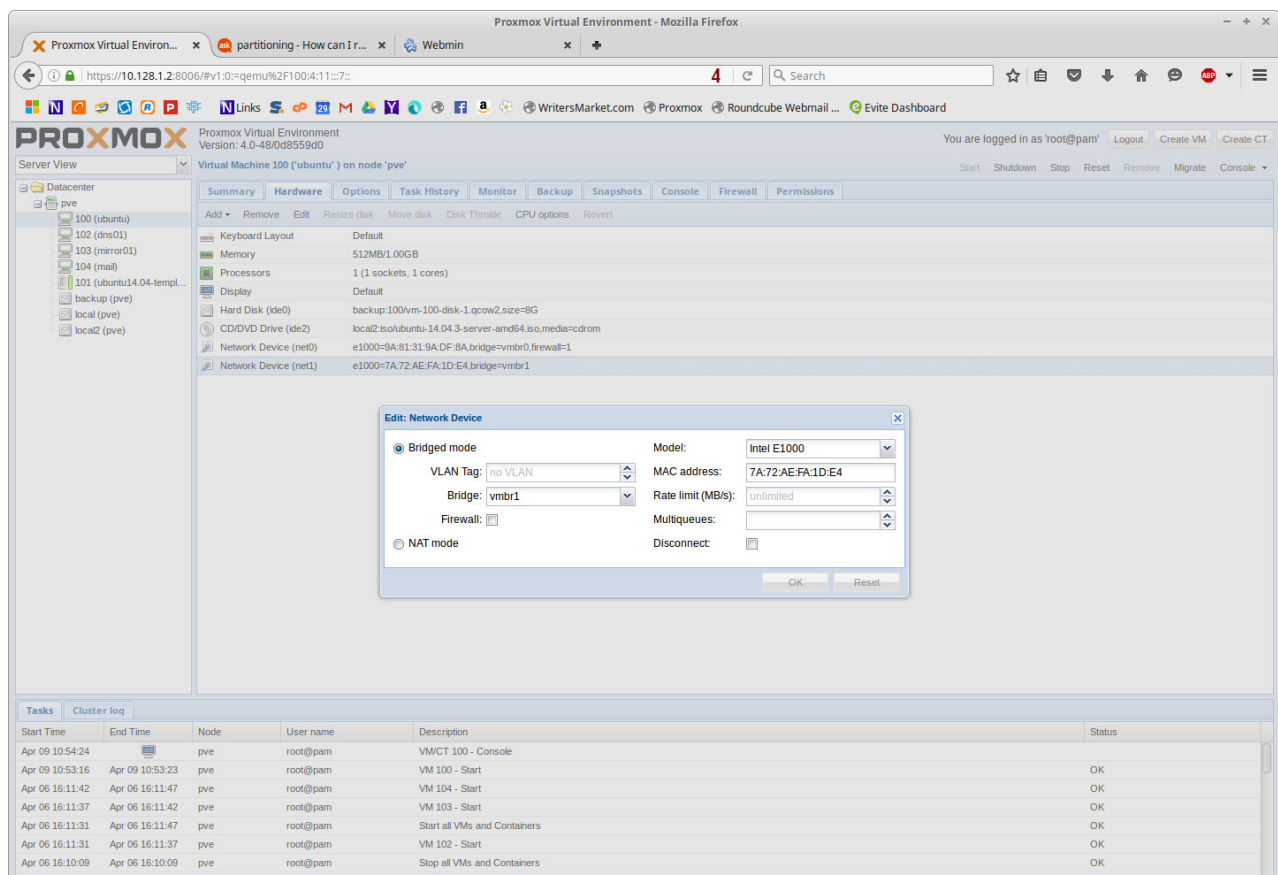 Proxmox Virtual Environment - Mozilla Firefox
Proxmox Virtual Environ... partitioning - How can I r... Webmin
https://10.128.1.2:8006/#v1:0:=qemu%2F100:4:11:::7:: 4 Search
Links WritersMarket.com Proxmox Roundcube Webmail ... Evite Dashboard
PROXMOX Proxmox Virtual Environment
Version: 4.0-48/0d8559d0
You are logged in as 'root@pam' Logout Create VM Create CT
Server View Virtual Machine 100 ('ubuntu' ) on node 'pve' Start Shutdown Stop Reset Remove Migrate Console
Datacenter
pve
100 (ubuntu)
102 (dns01)
103 (mirror01)
104 (mail)
101 (ubuntu14.04-templ...
backup (pve)
local (pve)
local2 (pve)
Summary Hardware Options Task History Monitor Backup Snapshots Console Firewall Permissions
Add Remove Edit Resize disk Move disk Disk Throttle CPU options Revert
Keyboard Layout Default
Memory 512MB/1.00GB
Processors 1 (1 sockets, 1 cores)
Display Default
Hard Disk (ide0) backup:100/vm-100-disk-1.qcow2,size=8G
CD/DVD Drive (ide2) local2:iso/ubuntu-14.04.3-server-amd64.iso,media=cdrom
Network Device (net0) e1000=9A:81:31:9A:DF:8A,bridge=vmbr0,firewall=1
Network Device (net1) e1000=7A:72:AE:FA:1D:E4,bridge=vmbr1
Edit: Network Device
Bridged mode Model: Intel E1000
VLAN Tag: no VLAN MAC address: 7A:72:AE:FA:1D:E4
Bridge: vmbr1 Rate limit (MB/s): unlimited
Firewall: Multiqueues:
NAT mode Disconnect:
OK Reset
Tasks Cluster log
Start Time End Time Node User name Description Status
Apr 09 10:54:24 pve root@pam VM/CT 100 - Console
Apr 09 10:53:16 Apr 09 10:53:23 pve root@pam VM 100 - Start OK
Apr 06 16:11:42 Apr 06 16:11:47 pve root@pam VM 104 - Start OK
Apr 06 16:11:37 Apr 06 16:11:42 pve root@pam VM 103 - Start OK
Apr 06 16:11:31 Apr 06 16:11:47 pve root@pam Start all VMs and Containers OK
Apr 06 16:11:31 Apr 06 16:11:37 pve root@pam VM 102 - Start OK
Apr 06 16:10:09 Apr 06 16:10:09 pve root@pam Stop all VMs and Containers OK